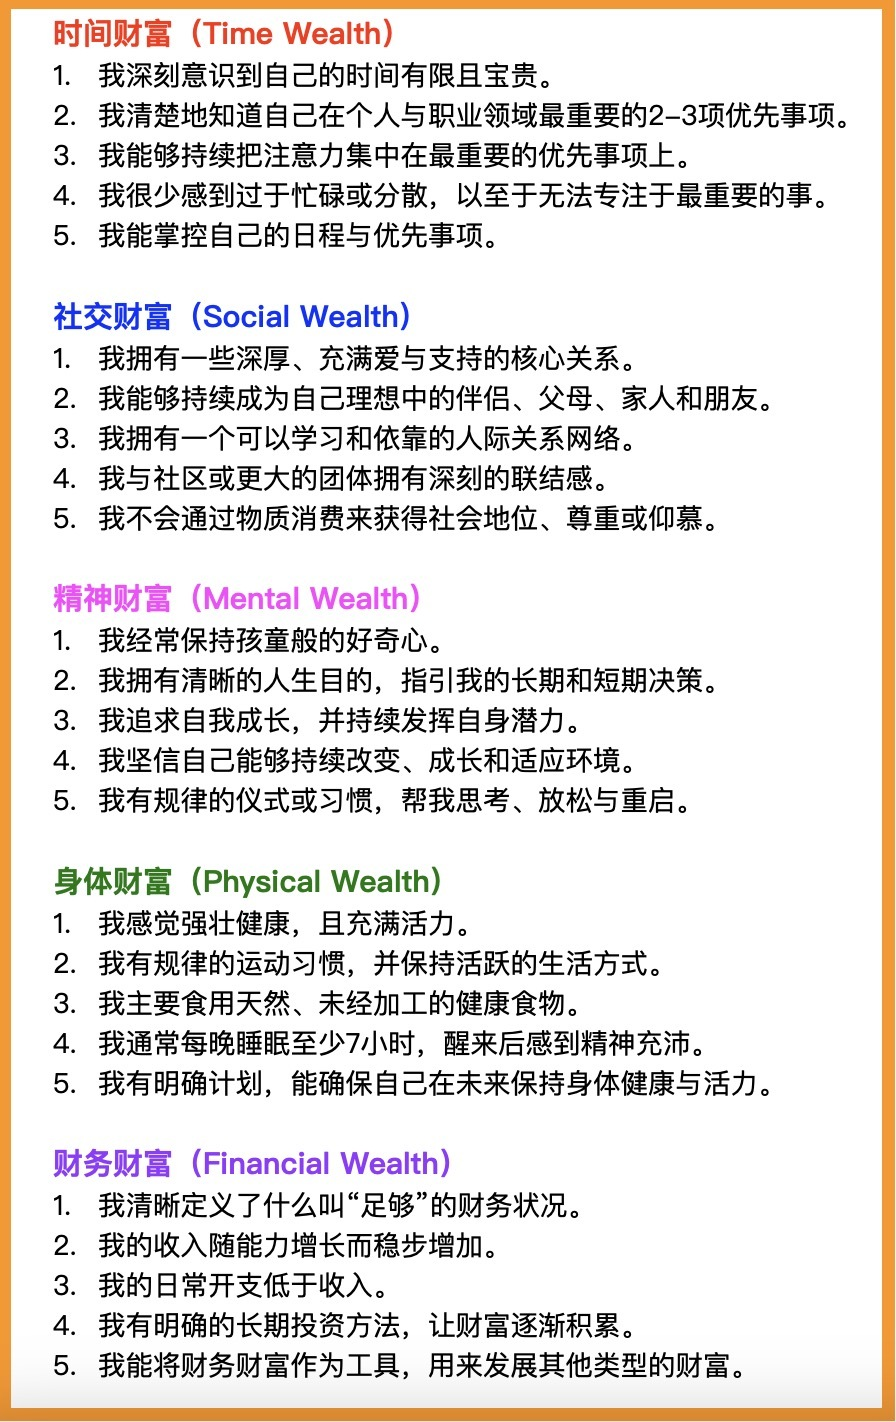 时间财富（Time Wealth）
1. 我深刻意识到自己的时间有限且宝贵。
2. 我清楚地知道自己在个人与职业领域最重要的2-3项优先事项。
3. 我能够持续把注意力集中在最重要的优先事项上。
4. 我很少感到过于忙碌或分散，以至于无法专注于最重要的事。
5. 我能掌控自己的日程与优先事项。
社交财富（Social Wealth）
1. 我拥有一些深厚、充满爱与支持的核心关系。
2. 我能够持续成为自己理想中的伴侣、父母、家人和朋友。
3. 我拥有一个可以学习和依靠的人际关系网络。
4. 我与社区或更大的团体拥有深刻的联结感。
5. 我不会通过物质消费来获得社会地位、尊重或仰慕。
精神财富（Mental Wealth）
1. 我经常保持孩童般的好奇心。
2. 我拥有清晰的人生目的，指引我的长期和短期决策。
3. 我追求自我成长，并持续发挥自身潜力。
4. 我坚信自己能够持续改变、成长和适应环境。
5. 我有规律的仪式或习惯，帮我思考、放松与重启。
身体财富（Physical Wealth）
1. 我感觉强壮健康，且充满活力。
2. 我有规律的运动习惯，并保持活跃的生活方式。
3. 我主要食用天然、未经加工的健康食物。
4. 我通常每晚睡眠至少7小时，醒来后感到精神充沛。
5. 我有明确计划，能确保自己在未来保持身体健康与活力。
财务财富（Financial Wealth）
1. 我清晰定义了什么叫“足够”的财务状况。
2. 我的收入随能力增长而稳步增加。
3. 我的日常开支低于收入。
4. 我有明确的长期投资方法，让财富逐渐积累。
5. 我能将财务财富作为工具，用来发展其他类型的财富。